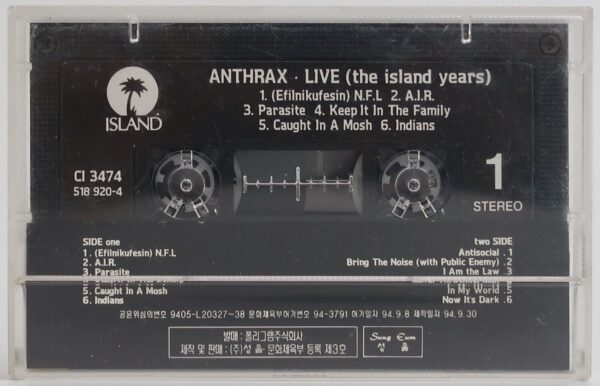 ANTHRAX · LIVE (the island years)
1. (Efilnikufesin) N.F.L 2. A.I.R.
3. Parasite 4. Keep It In The Family
5. Caught In A Mosh 6. Indians
ISLAND
CI 3474
518 920-4
1
STEREO
SIDE one
1. (Efilnikufesin) N.F.L
2. A.I.R.
3. Parasite
5. Caught In A Mosh
6. Indians
two SIDE
Antisocial .1
Bring The Noise (with Public Enemy) .2
I Am the Law .3
In My World .5
Now It's Dark .6
공윤위심의번호 9405-L20327~38 문화체육부허가번호 94-3791 허가일자 94.9.8 제작일자 94.9.30
발매 : 폴리그램주식회사
제작 및 판매 : (주)성 음· 문화체육부 등록 제3호
Sung Eum
성 음